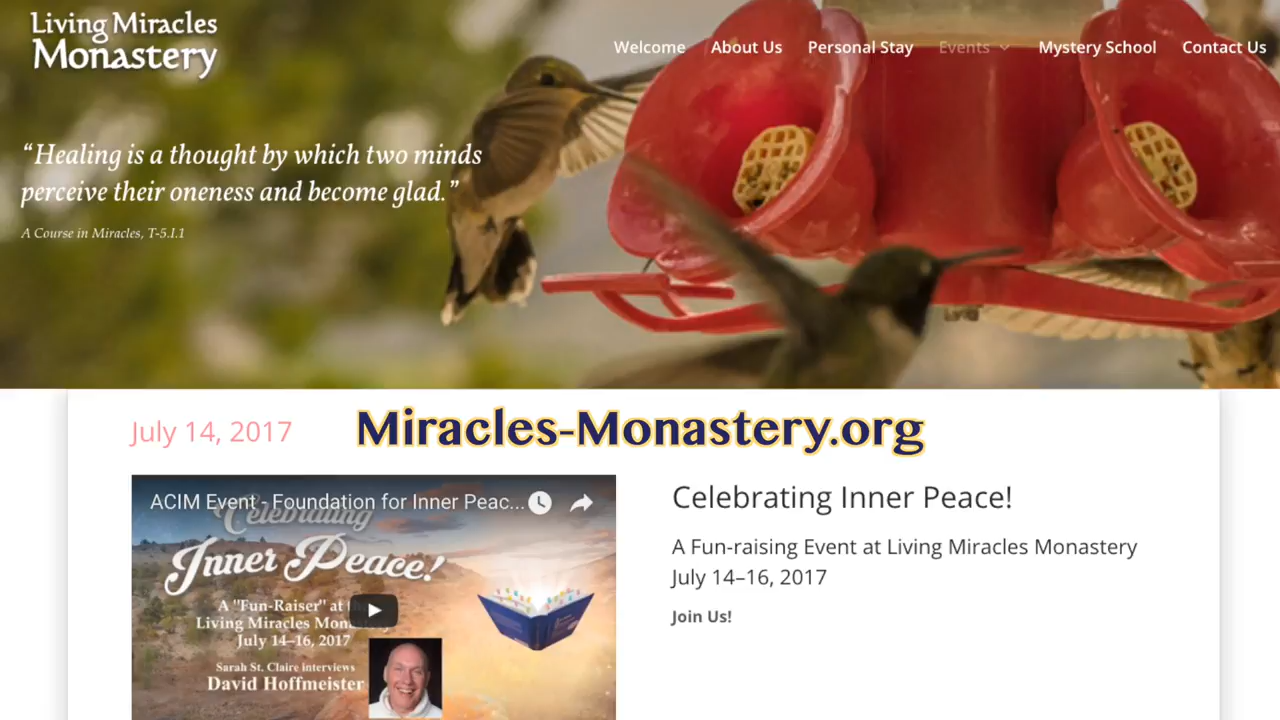 Living Miracles
Monastery
Welcome About Us Personal Stay Events Mystery School Contact Us
“Healing is a thought by which two minds
perceive their oneness and become glad.”
A Course in Miracles, T-5.I.1
July 14, 2017
Miracles-Monastery.org
ACIM Event - Foundation for Inner Peac...
Celebrating
Inner Peace!
A "Fun-Raiser" at
Living Miracles
July 14–16, 2017
Sarah St. Claire interviews
David Hoffmeister
Celebrating Inner Peace!
A Fun-raising Event at Living Miracles Monastery
July 14–16, 2017
Join Us!